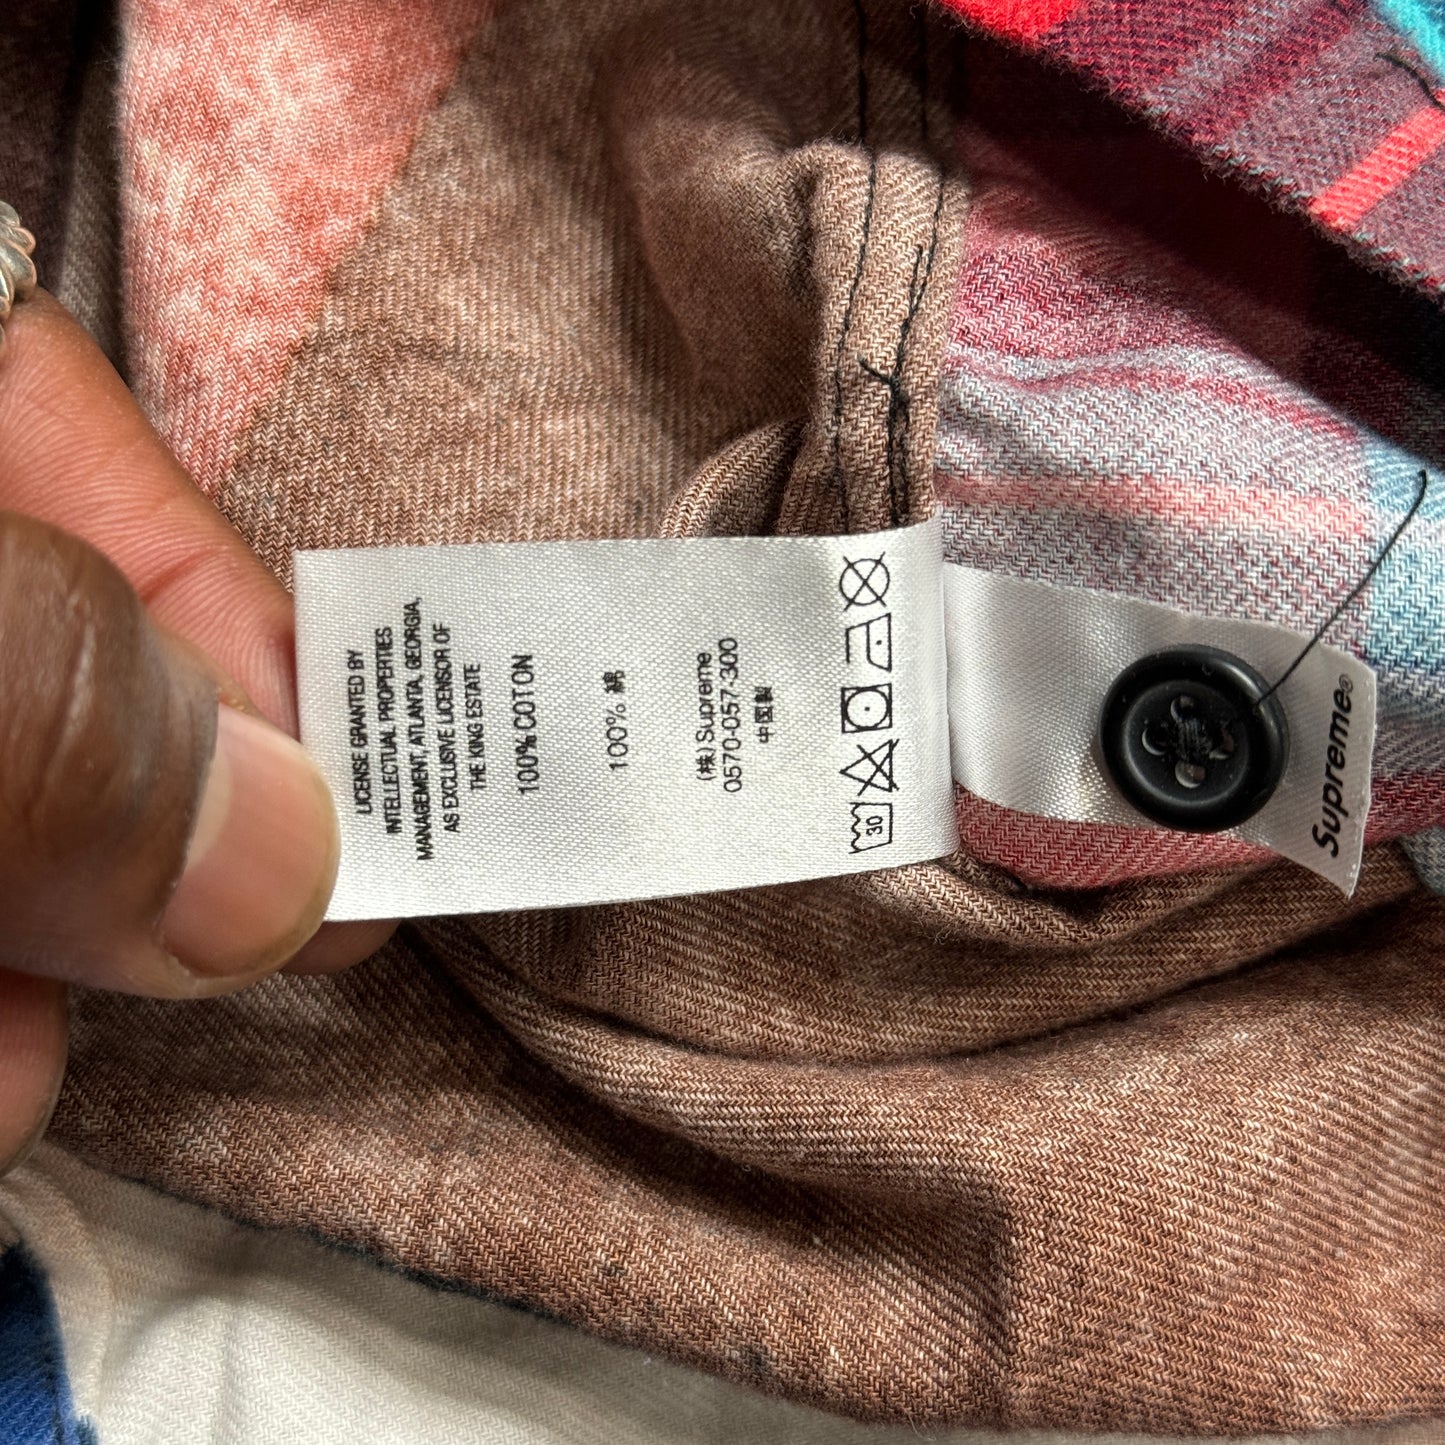 LICENSE GRANTED BY
INTELLECTUAL PROPERTIES
MANAGEMENT, ATLANTA, GEORGIA,
AS EXCLUSIVE LICENSOR OF
THE KING ESTATE
100% COTTON
100% 綿
(株) Supreme
0570-057-300
中国製
30
Supreme®